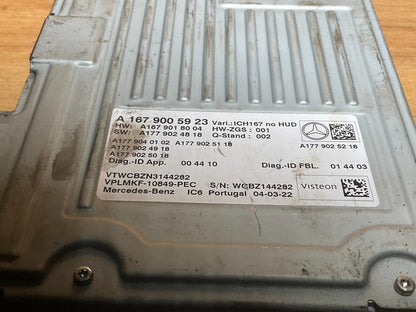 A 167 900 59 23 Vari.:ICH167 no HUD
HW: A167 901 80 04 HW-ZGS : 001
SW: A177 902 48 18 Q-Stand : 002
A177 904 01 02 A177 902 51 18
A177 902 49 18
A177 902 50 18
A177 902 52 18
Diag.-ID App. 00 44 10
Diag.-ID FBL. 01 44 03
VTWCBZN3144282
VPLMKF-10849-PEC S/N: WCBZ144282
Mercedes-Benz IC6 Portugal 04-03-22
Visteon